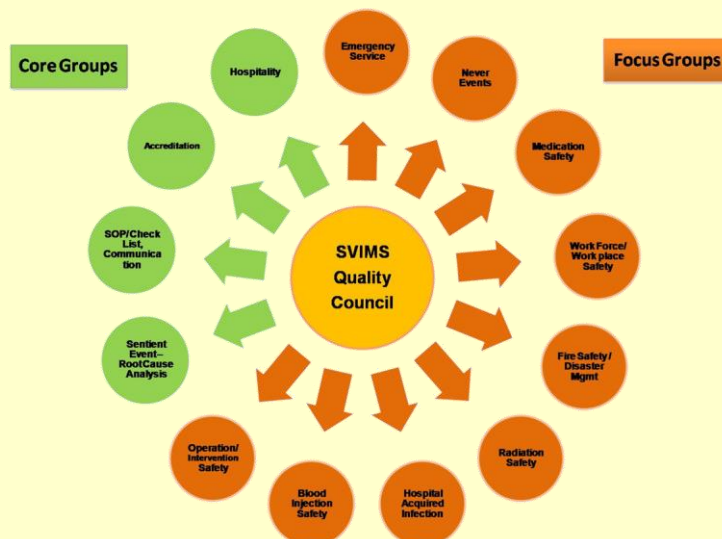 Core Groups
Focus Groups
Emergency
Service
Never
Events
Medication
Safety
Work Force/
Work place
Safety
Fire Safety /
Disaster
Mgmt
Radiation
Safety
Hospital
Acquired
Infection
Blood
Injection
Safety
Operation/
Intervention
Safety
Sentient
Event–
RootCause
Analysis
SOP/Check
List,
Communica
tion
Accreditation
Hospitality
SVIMS
Quality
Council